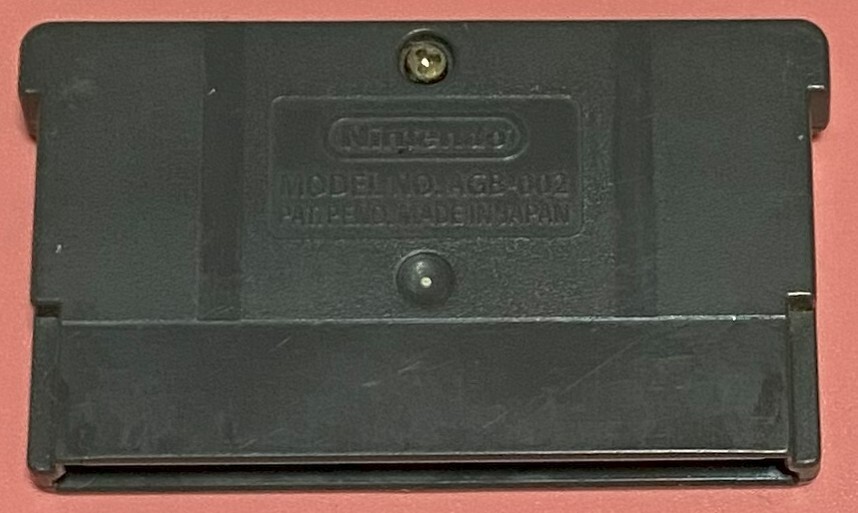 Nintendo
MODEL NO. AGB-002
PAT. PEND. MADE IN JAPAN